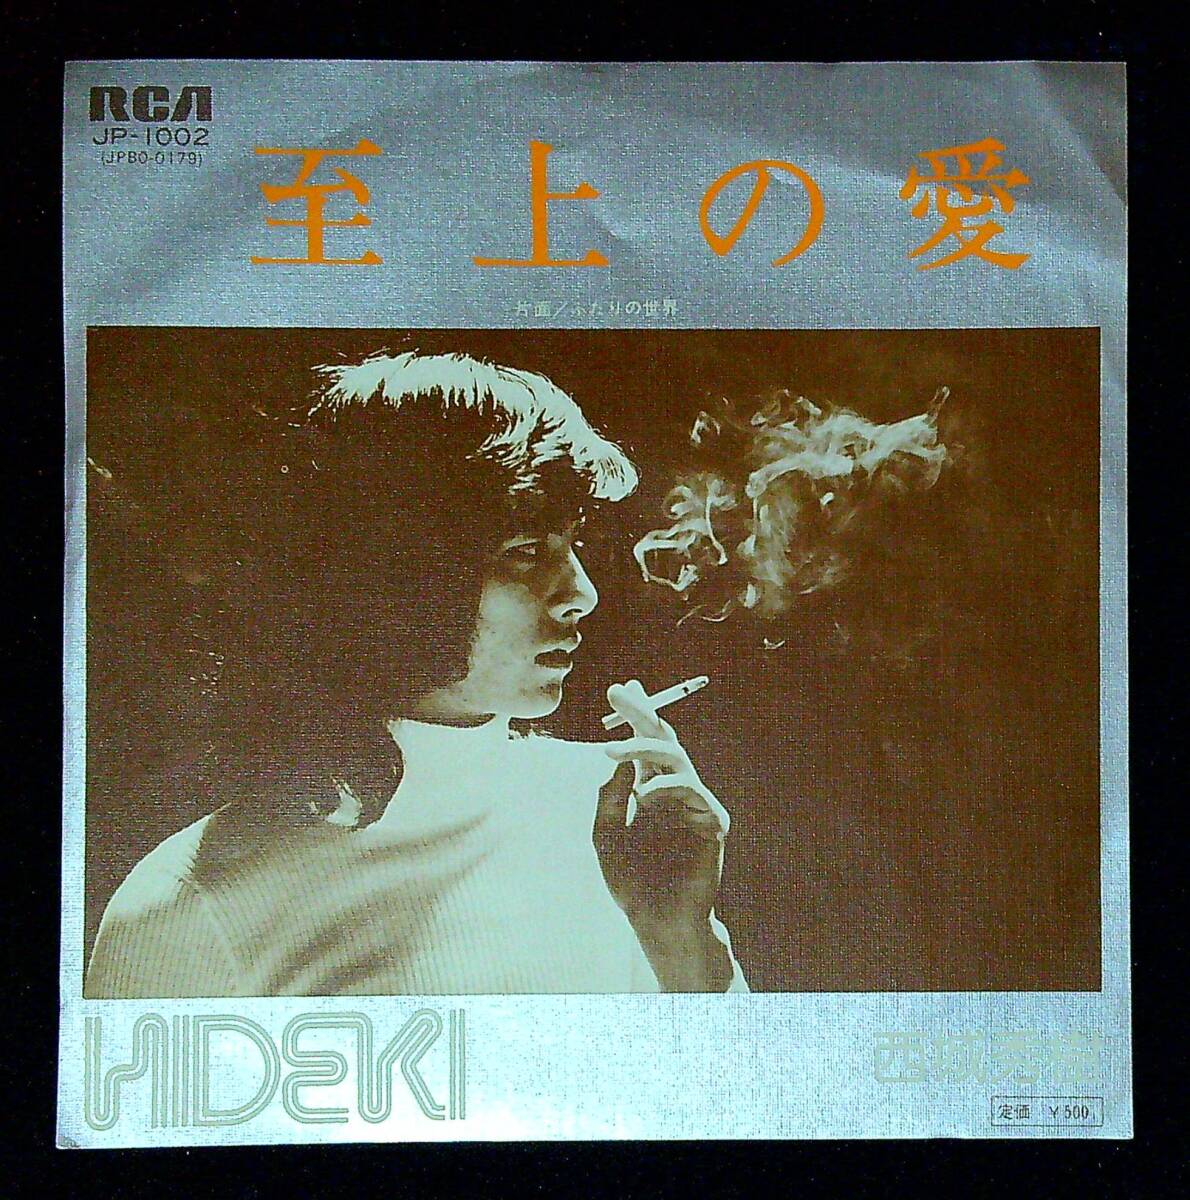 RCA
JP-1002
(JPBO-0179)
至上の愛
片面/ふたりの世界
HIDEKI
西城秀樹
定価 ¥500